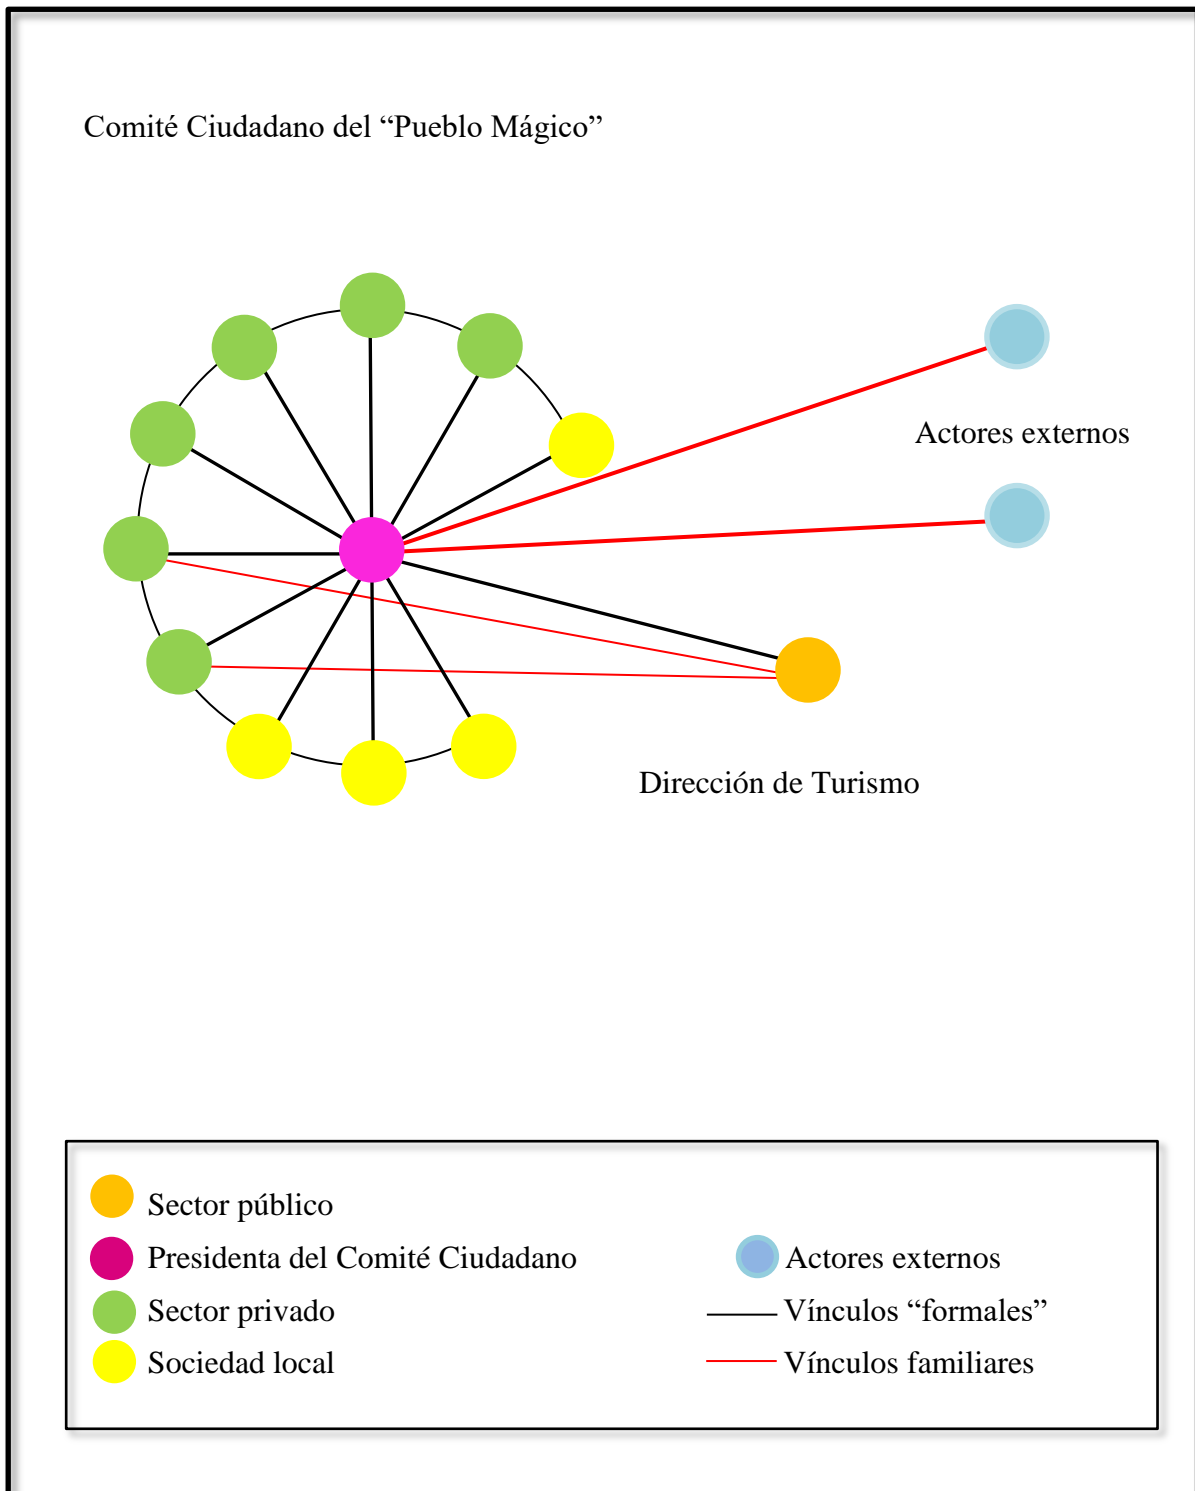 Comité Ciudadano del “Pueblo Mágico”
Actores externos
Dirección de Turismo
Sector público
Presidenta del Comité Ciudadano
Sector privado
Sociedad local
Actores externos
Vínculos “formales”
Vínculos familiares